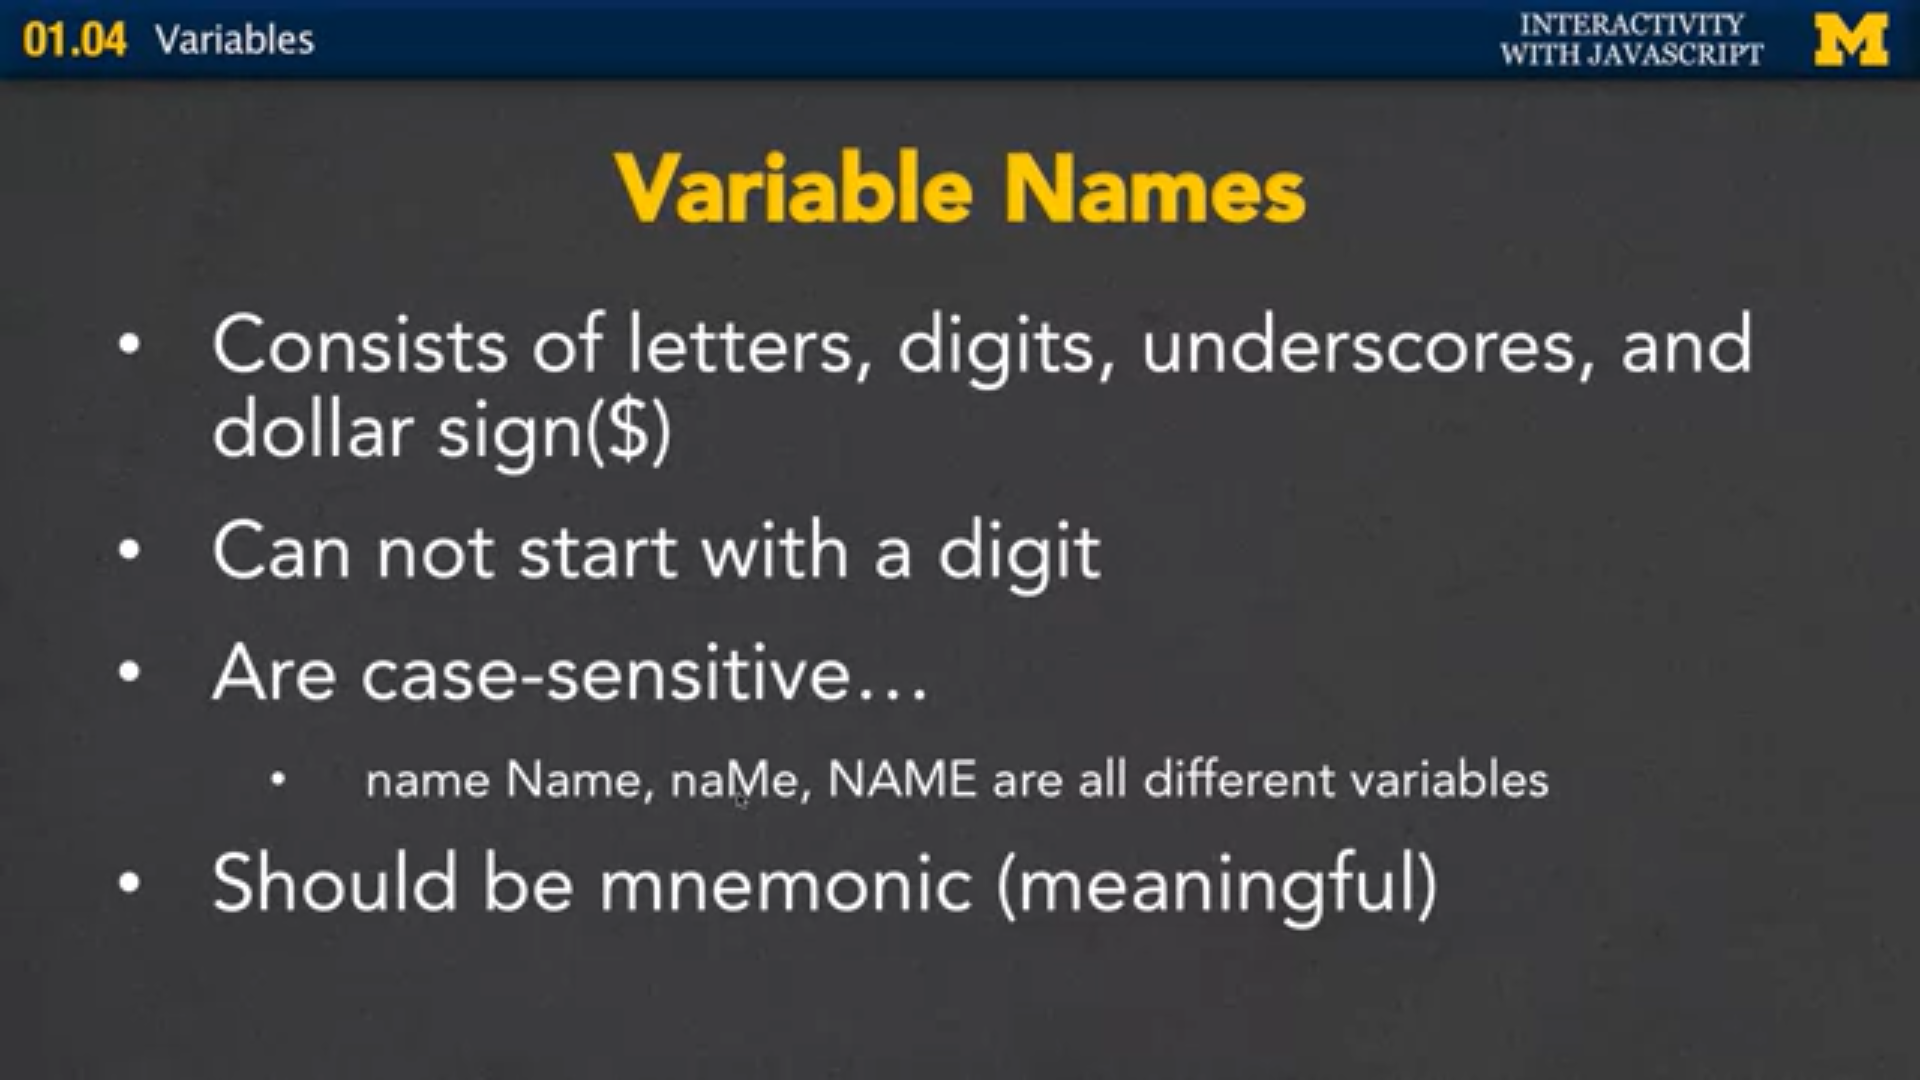 01.04 Variables
INTERACTIVITY
WITH JAVASCRIPT
M
Variable Names
• Consists of letters, digits, underscores, and
dollar sign($)
• Can not start with a digit
• Are case-sensitive…
• name Name, naMe, NAME are all different variables
• Should be mnemonic (meaningful)